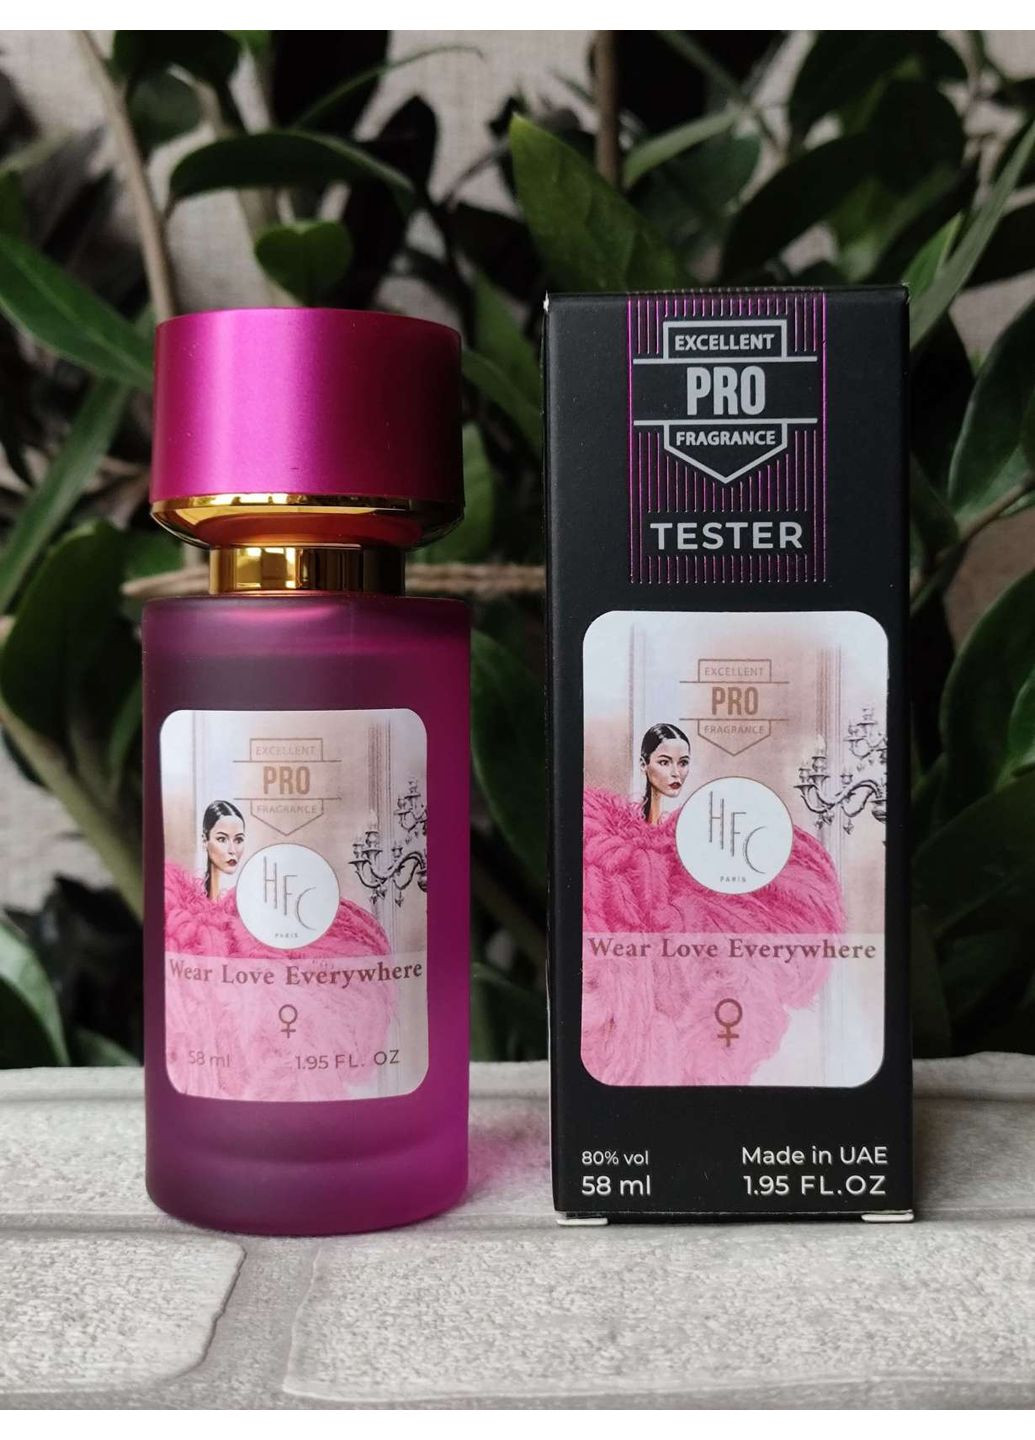 EXCELLENT
PRO
FRAGRANCE
HFC
PARIS
Wear Love Everywhere
♀
58 ml 1.95 FL. OZ
EXCELLENT
PRO
FRAGRANCE
TESTER
EXCELLENT
PRO
FRAGRANCE
HFC
PARIS
Wear Love Everywhere
♀
80% vol Made in UAE
58 ml 1.95 FL.OZ